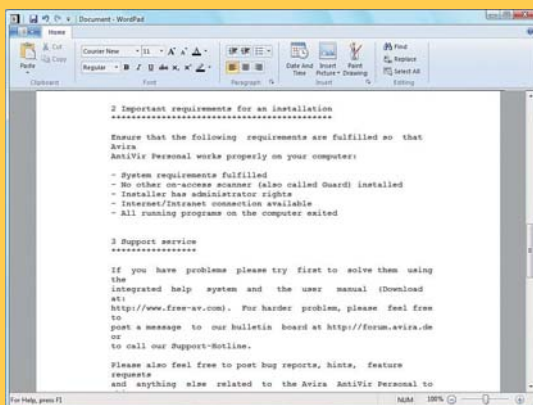 Document - WordPad
Home
Cut
Copy
Paste
Clipboard
Courier New 11 A A A
Regular B I U abc X₂ X²
Font
Paragraph
Date And Time
Insert Picture
Paint Drawing
Insert
Find
Replace
Select All
Editing
2 Important requirements for an installation
********************************************
Ensure that the following requirements are fulfilled so that
Avira
AntiVir Personal works properly on your computer:
- System requirements fulfilled
- No other on-access scanner (also called Guard) installed
- Installer has administrator rights
- Internet/Intranet connection available
- All running programs on the computer exited
3 Support service
*****************
If you have problems please try first to solve them using
the
integrated help system and the user manual (Download
at:
http://www.free-av.com). For harder problem, please feel free
to
post a message to our bulletin board at http://forum.avira.de
or
to call our Support-Hotline.
Please also feel free to post bug reports, hints, feature
requests
and anything else related to the Avira AntiVir Personal to
For Help, press F1
NUM 100%